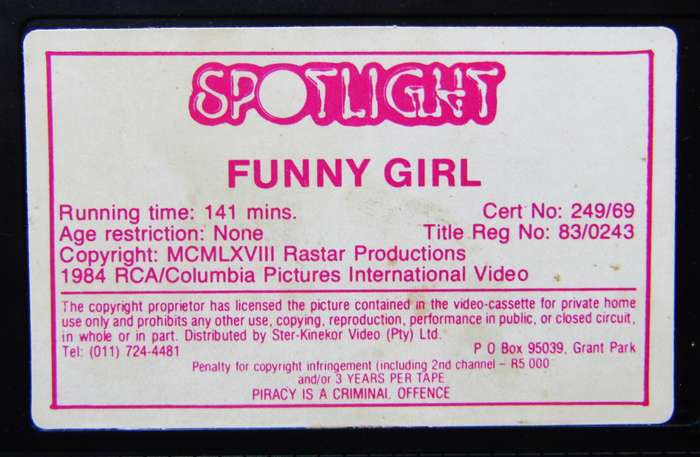 SPOTLIGHT
FUNNY GIRL
Running time: 141 mins. Cert No: 249/69
Age restriction: None Title Reg No: 83/0243
Copyright: MCMLXVIII Rastar Productions
1984 RCA/Columbia Pictures International Video
The copyright proprietor has licensed the picture contained in the video-cassette for private home
use only and prohibits any other use, copying, reproduction, performance in public, or closed circuit,
in whole or in part. Distributed by Ster-Kinekor Video (Pty) Ltd.
Tel: (011) 724-4481 P O Box 95039, Grant Park
Penalty for copyright infringement (including 2nd channel – R5 000
and/or 3 YEARS PER TAPE
PIRACY IS A CRIMINAL OFFENCE